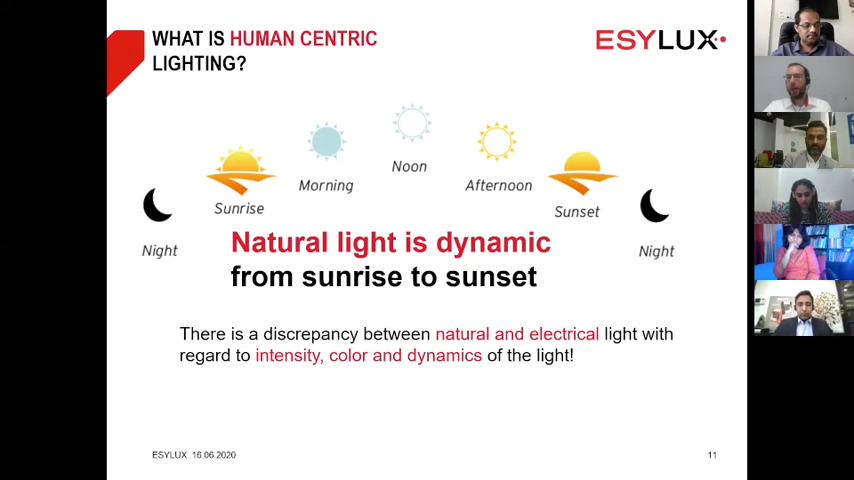 WHAT IS HUMAN CENTRIC
LIGHTING?
ESYLUX
Noon
Morning
Afternoon
Sunrise
Sunset
Night
Night
Natural light is dynamic
from sunrise to sunset
There is a discrepancy between natural and electrical light with
regard to intensity, color and dynamics of the light!
ESYLUX 16.06.2020
11